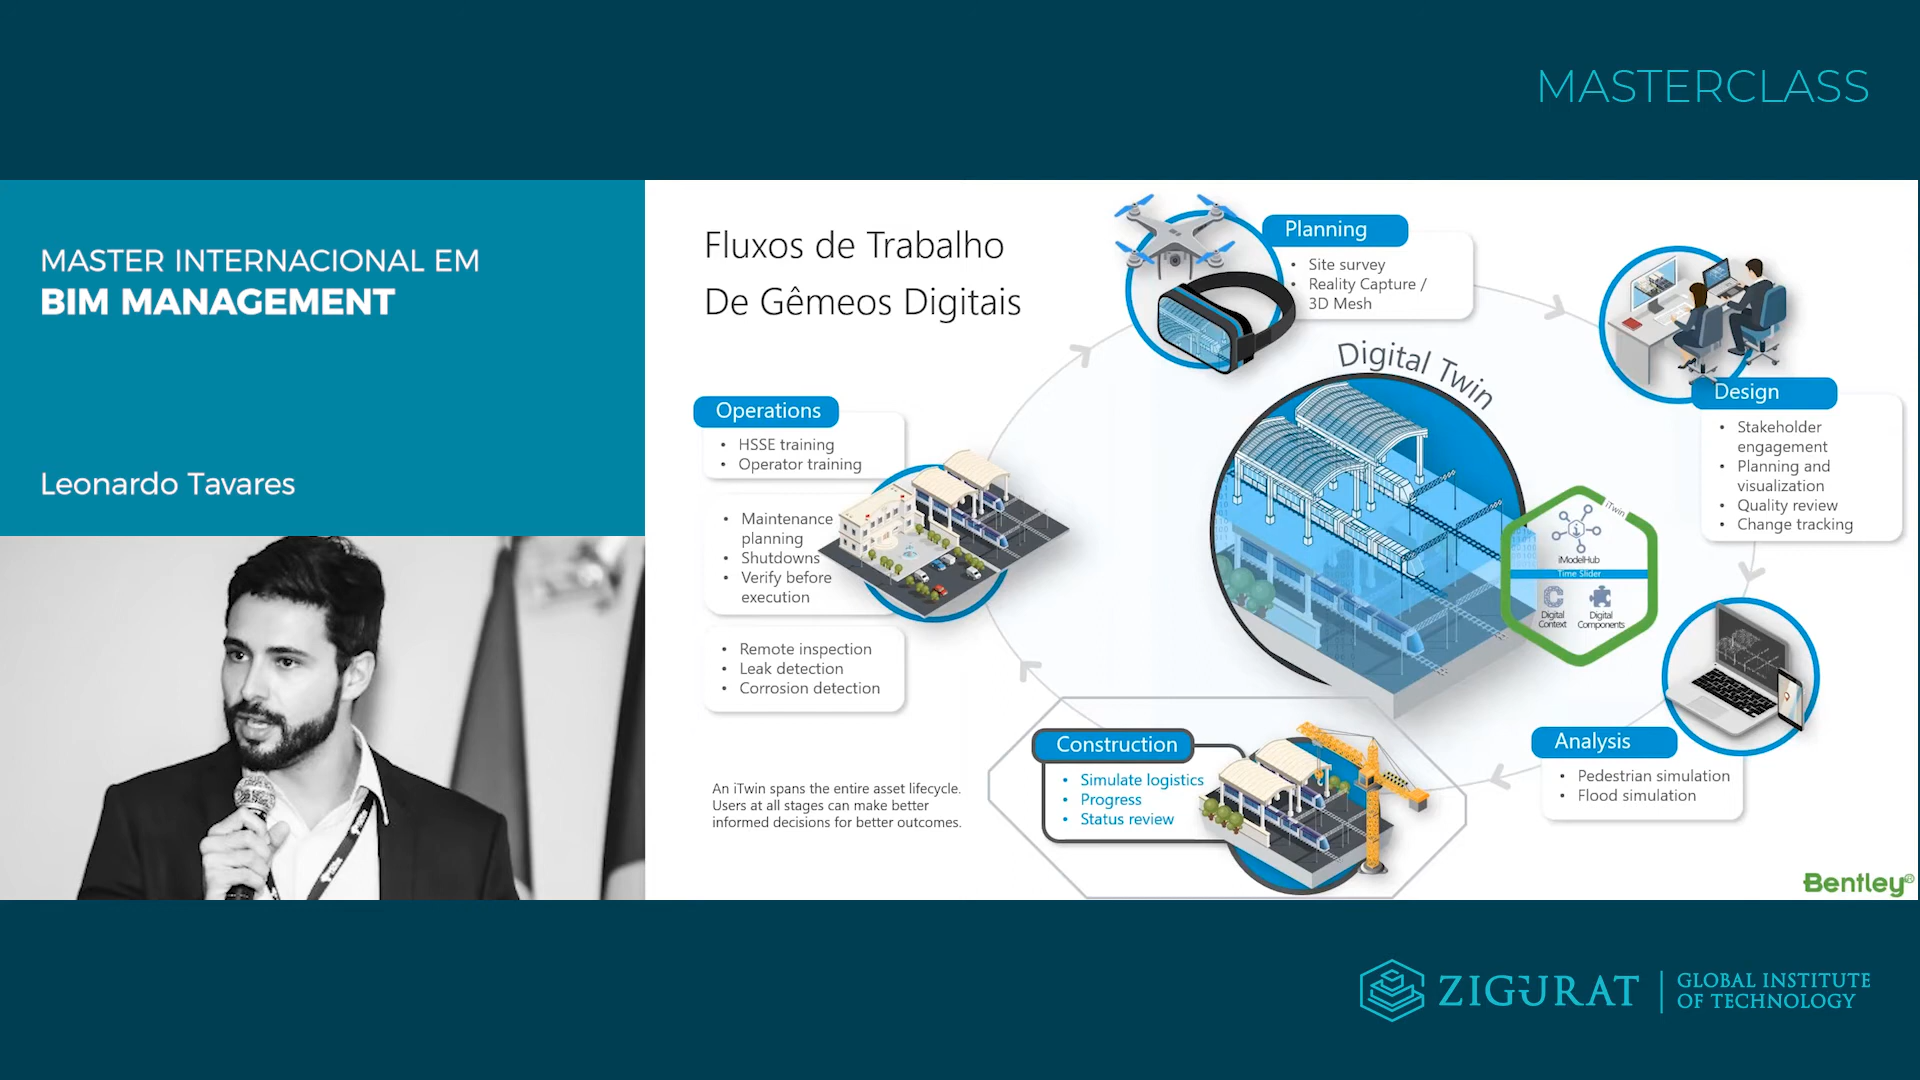 MASTERCLASS
MASTER INTERNACIONAL EM
BIM MANAGEMENT
Leonardo Tavares
Fluxos de Trabalho
De Gêmeos Digitais
Planning
• Site survey
• Reality Capture /
3D Mesh
Digital Twin
Design
• Stakeholder
engagement
• Planning and
visualization
• Quality review
• Change tracking
Operations
• HSSE training
• Operator training
• Maintenance
planning
• Shutdowns
• Verify before
execution
• Remote inspection
• Leak detection
• Corrosion detection
iTwin
iModelHub
Time Slider
Digital
Context
Digital
Components
Analysis
• Pedestrian simulation
• Flood simulation
Construction
• Simulate logistics
• Progress
• Status review
An iTwin spans the entire asset lifecycle.
Users at all stages can make better
informed decisions for better outcomes.
Bentley®
ZIGURAT
GLOBAL INSTITUTE
OF TECHNOLOGY